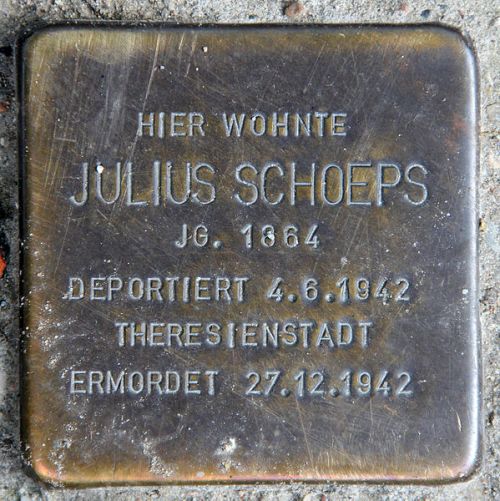 HIER WOHNTE
JULIUS SCHOEPS
JG. 1864
DEPORTIERT 4.6.1942
THERESIENSTADT
ERMORDET 27.12.1942